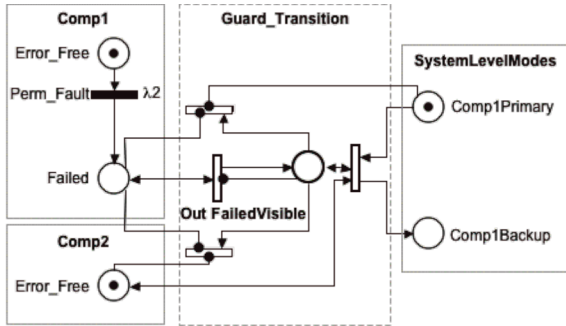 Comp1
Guard_Transition
SystemLevelModes
Error_Free
Perm_Fault λ2
Comp1Primary
Failed
Out FailedVisible
Comp1Backup
Comp2
Error_Free